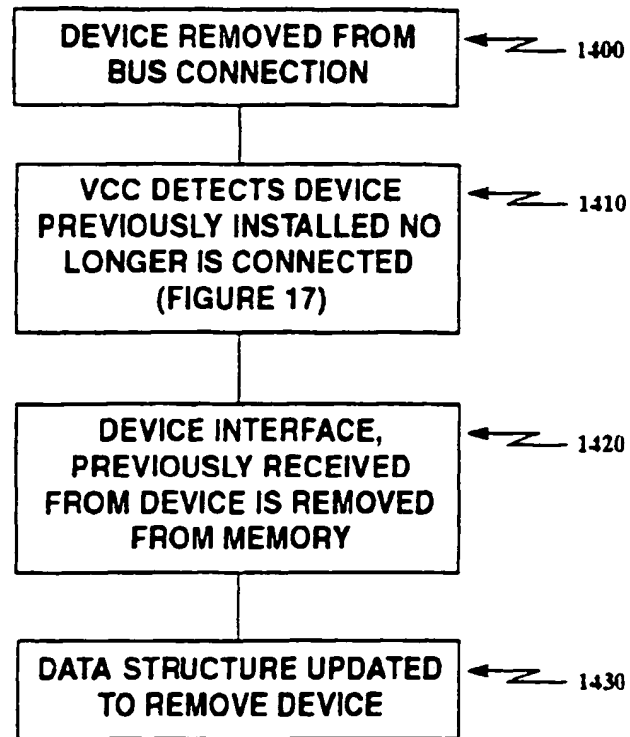 DEVICE REMOVED FROM
BUS CONNECTION
1400
VCC DETECTS DEVICE
PREVIOUSLY INSTALLED NO
LONGER IS CONNECTED
(FIGURE 17)
1410
DEVICE INTERFACE,
PREVIOUSLY RECEIVED
FROM DEVICE IS REMOVED
FROM MEMORY
1420
DATA STRUCTURE UPDATED
TO REMOVE DEVICE
1430